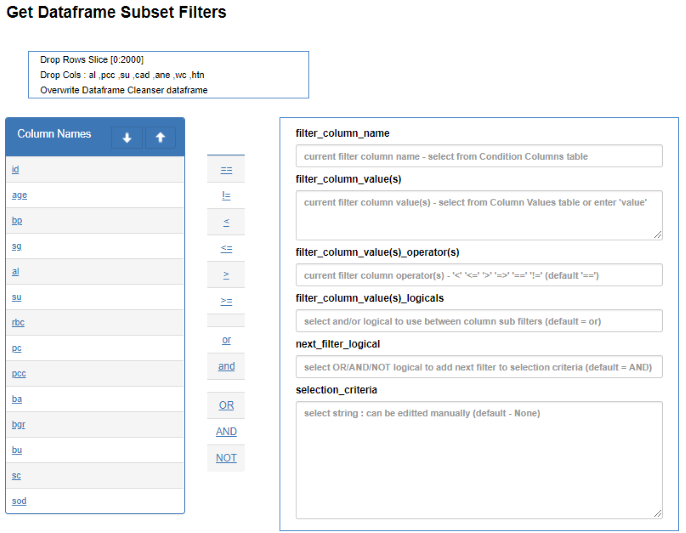 Get Dataframe Subset Filters
Drop Rows Slice [0:2000]
Drop Cols : al ,pcc ,su ,cad ,ane ,wc ,htn
Overwrite Dataframe Cleanser dataframe
Column Names
id
age
bp
sg
al
su
rbc
pc
pcc
ba
bgr
bu
sc
sod
==
!=
<
<=
>
>=
or
and
OR
AND
NOT
filter_column_name
current filter column name - select from Condition Columns table
filter_column_value(s)
current filter column value(s) - select from Column Values table or enter 'value'
filter_column_value(s)_operator(s)
current filter column operator(s) - '<' '<=' '>' '=>' '==' '!=' (default '==')
filter_column_value(s)_logicals
select and/or logical to use between column sub filters (default = or)
next_filter_logical
select OR/AND/NOT logical to add next filter to selection criteria (default = AND)
selection_criteria
select string : can be editted manually (default - None)